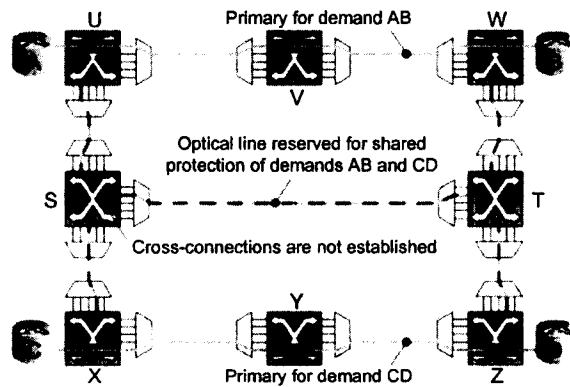 U
Primary for demand AB
W
V
Optical line reserved for shared
protection of demands AB and CD
S
T
Cross-connections are not established
Y
X
Primary for demand CD
Z